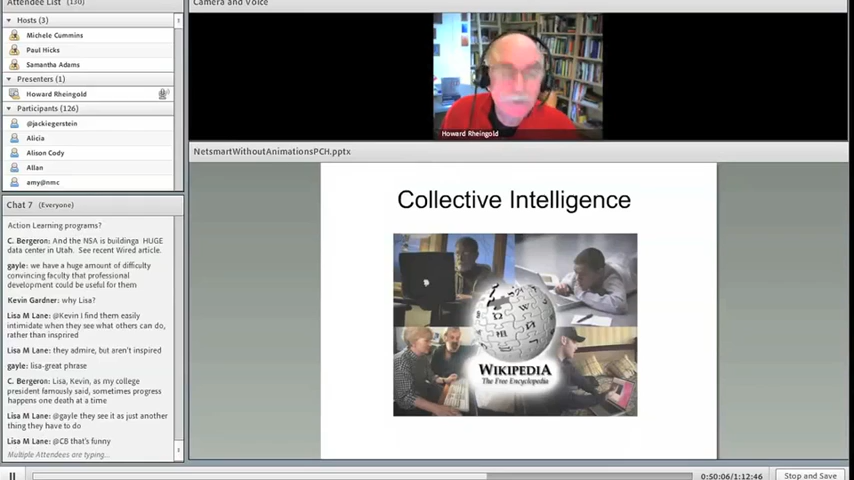 Attendee List (130)
Camera and Voice
Hosts (3)
Michele Cummins
Paul Hicks
Samantha Adams
Presenters (1)
Howard Rheingold
Participants (126)
@jackiegerstein
Alicia
Alison Cody
Allan
amy@nmc
Howard Rheingold
NetsmartWithoutAnimationsPCH.pptx
Chat 7 (Everyone)
Action Learning programs?
C. Bergeron: And the NSA is buildinga HUGE
data center in Utah. See recent Wired article.
gayle: we have a huge amount of difficulty
convincing faculty that professional
development could be useful for them
Kevin Gardner: why Lisa?
Lisa M Lane: @Kevin I find them easily
intimidate when they see what others can do,
rather than insprired
Lisa M Lane: they admire, but aren't inspired
gayle: lisa-great phrase
C. Bergeron: Lisa, Kevin, as my college
president famously said, sometimes progress
happens one death at a time
Lisa M Lane: @gayle they see it as just another
thing they have to do
Lisa M Lane: @CB that's funny
Multiple Attendees are typing...
Collective Intelligence
WIKIPEDIA
The Free Encyclopedia
0:50:06/1:12:46
Stop and Save